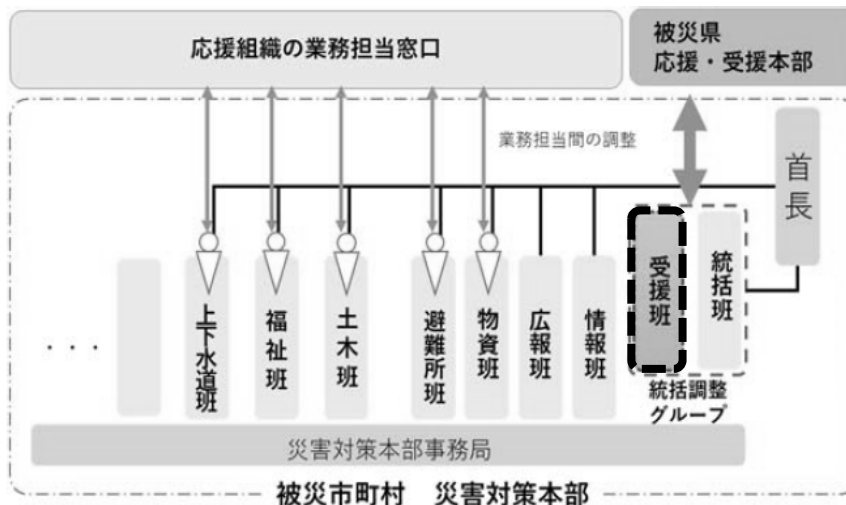 応援組織の業務担当窓口
被災県
応援・受援本部
業務担当間の調整
首長
・・・
上下水道班
福祉班
土木班
避難所班
物資班
広報班
情報班
受援班
統括班
統括調整
グループ
災害対策本部事務局
被災市町村 災害対策本部